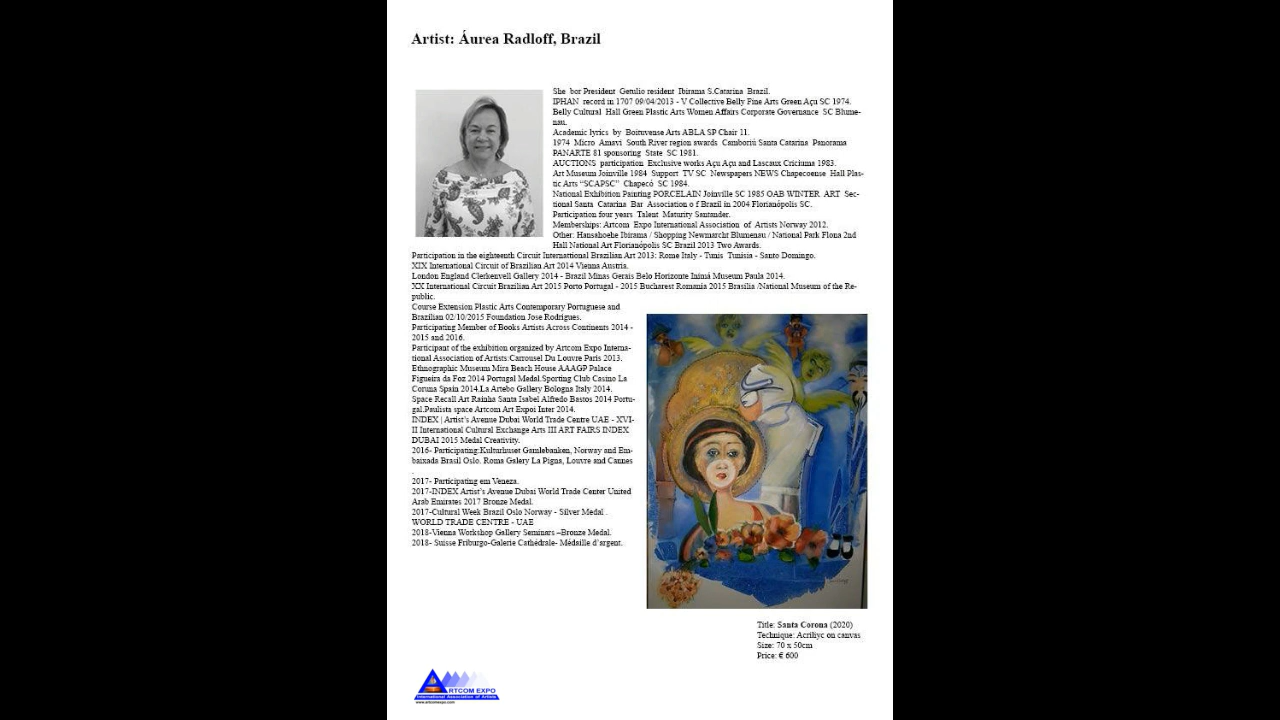 Artist: Áurea Radloff, Brazil
She bor President Getulio resident Ibirama S.Catarina Brazil.
IPHAN record in 1707 09/04/2013 - V Collective Belly Fine Arts Green Açu SC 1974.
Belly Cultural Hall Green Plastic Arts Women Affairs Corporate Governance SC Blume-
nau.
Academic lyrics by Boituvense Arts ABLA SP Chair 11.
1974 Micro Amavi South River region awards Camboriú Santa Catarina Panorama
PANARTE 81 sponsoring State SC 1981.
AUCTIONS participation Exclusive works Açu Açu and Lascaux Criciuma 1983.
Art Museum Joinville 1984 Support TV SC Newspapers NEWS Chapecoense Hall Plas-
tic Arts “SCAPSC” Chapecó SC 1984.
National Exhibition Painting PORCELAIN Joinville SC 1985 OAB WINTER ART Sec-
tional Santa Catarina Bar Association o f Brazil in 2004 Florianópolis SC.
Participation four years Talent Maturity Santander.
Memberships: Artcom Expo International Association of Artists Norway 2012.
Other: Hansahoehe Ibirama / Shopping Newmarcht Blumenau / National Park Flona 2nd
Hall National Art Florianópolis SC Brazil 2013 Two Awards.
Participation in the eighteenth Circuit Internattional Brazilian Art 2013: Rome Italy - Tunis Tunisia - Santo Domingo.
XIX International Circuit of Brazilian Art 2014 Vienna Austria.
London England Clerkenvell Gallery 2014 - Brazil Minas Gerais Belo Horizonte Inimá Museum Paula 2014.
XX International Circuit Brazilian Art 2015 Porto Portugal - 2015 Bucharest Romania 2015 Brasilia /National Museum of the Re-
public.
Course Extension Plastic Arts Contemporary Portuguese and
Brazilian 02/10/2015 Foundation Jose Rodrigues.
Participating Member of Books Artists Across Continents 2014 -
2015 and 2016.
Participant of the exhibition organized by Artcom Expo Interna-
tional Association of Artists:Carrousel Du Louvre Paris 2013.
Ethnographic Museum Mira Beach House AAAGP Palace
Figueira da Foz 2014 Portugal Medal.Sporting Club Casino La
Coruna Spain 2014.La Artebo Gallery Bologna Italy 2014.
Space Recall Art Rainha Santa Isabel Alfredo Bastos 2014 Portu-
gal.Paulista space Artcom Art Expoi Inter 2014.
INDEX | Artist’s Avenue Dubai World Trade Centre UAE - XVI-
II International Cultural Exchange Arts III ART FAIRS INDEX
DUBAI 2015 Medal Creativity.
2016- Participating:Kulturhuset Gamlebanken, Norway and Em-
baixada Brasil Oslo. Roma Galery La Pigna, Louvre and Cannes
.
2017- Participating em Veneza.
2017-INDEX Artist’s Avenue Dubai World Trade Center United
Arab Emirates 2017 Bronze Medal.
2017-Cultural Week Brazil Oslo Norway - Silver Medal .
WORLD TRADE CENTRE - UAE
2018-Vienna Workshop Gallery Seminars –Bronze Medal.
2018- Suisse Friburgo-Galerie Cathédrale- Médaille d’argent.
Title: Santa Corona (2020)
Technique: Acriliyc on canvas
Size: 70 x 50cm
Price: € 600
ARTCOM EXPO
International Association of Artists
www.artcomexpo.com